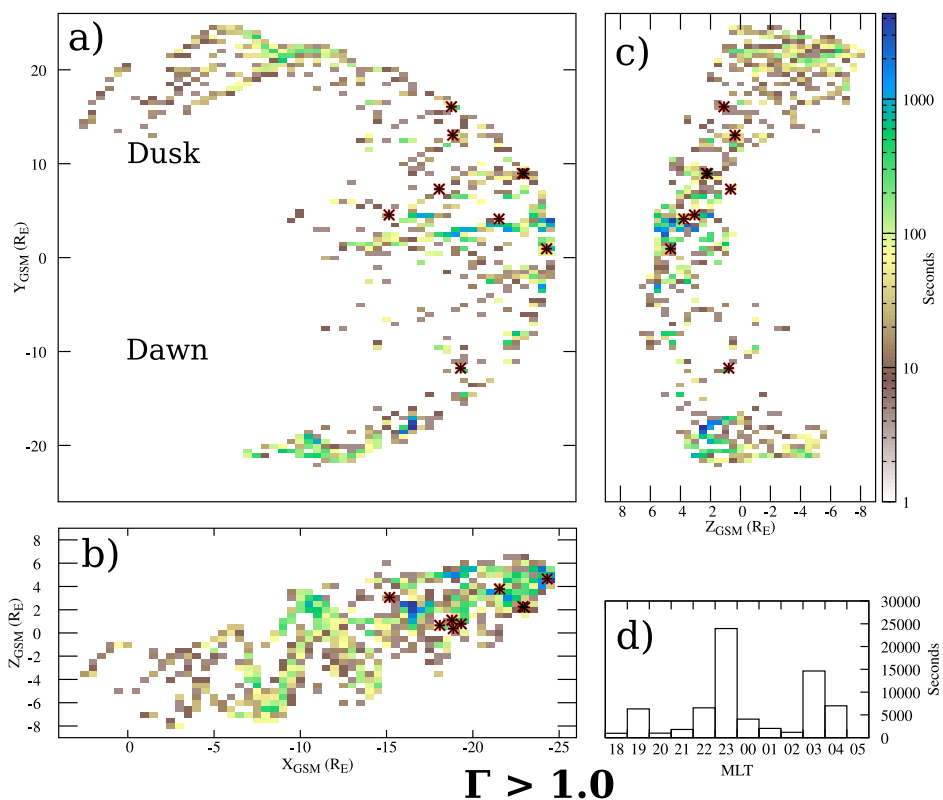 a)
20
10
0
-10
-20
Y_GSM (R_E)
Dusk
Dawn
c)
8 6 4 2 0 -2 -4 -6 -8
Z_GSM (R_E)
1000
100
10
1
Seconds
b)
8
6
4
2
0
-2
-4
-6
-8
Z_GSM (R_E)
0 -5 -10 -15 -20 -25
X_GSM (R_E)
d)
30000
25000
20000
15000
10000
5000
0
Seconds
18 19 20 21 22 23 00 01 02 03 04 05
MLT
Γ > 1.0